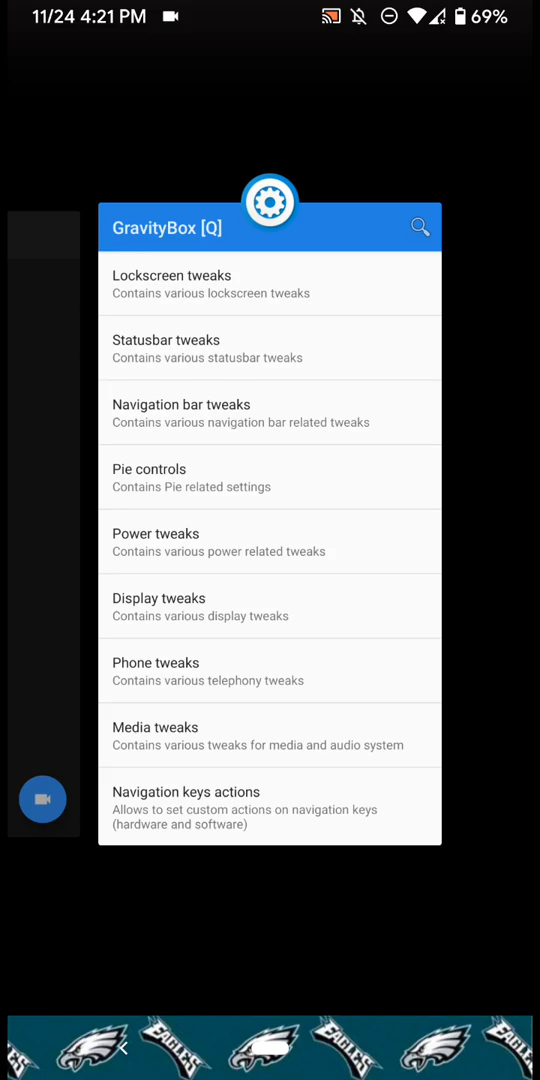 11/24 4:21 PM
69%
GravityBox [Q]
Lockscreen tweaks
Contains various lockscreen tweaks
Statusbar tweaks
Contains various statusbar tweaks
Navigation bar tweaks
Contains various navigation bar related tweaks
Pie controls
Contains Pie related settings
Power tweaks
Contains various power related tweaks
Display tweaks
Contains various display tweaks
Phone tweaks
Contains various telephony tweaks
Media tweaks
Contains various tweaks for media and audio system
Navigation keys actions
Allows to set custom actions on navigation keys
(hardware and software)
EAGLES EAGLES EAGLES